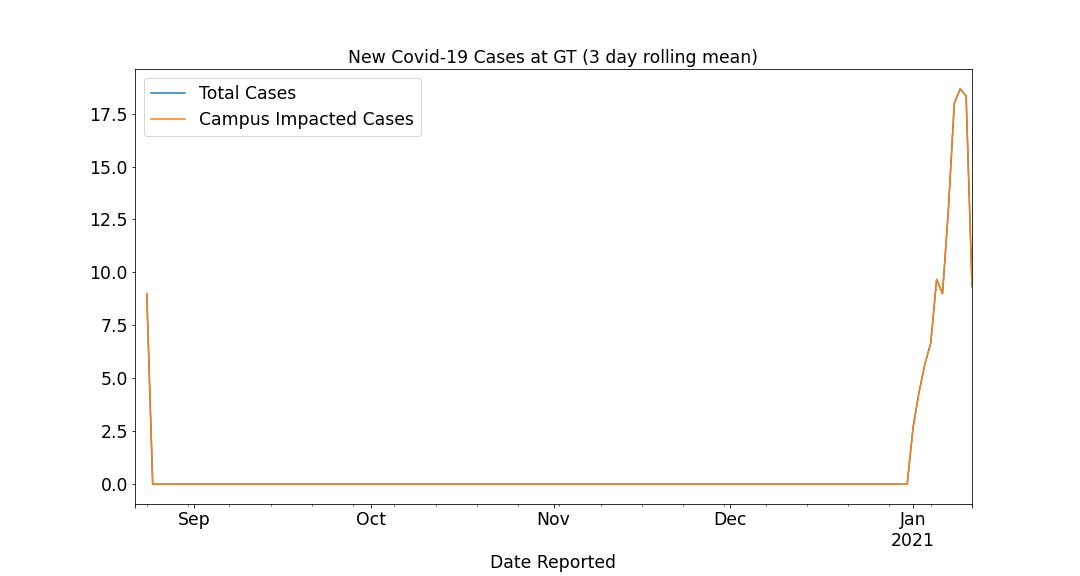 New Covid-19 Cases at GT (3 day rolling mean)
Total Cases
Campus Impacted Cases
17.5
15.0
12.5
10.0
7.5
5.0
2.5
0.0
Sep Oct Nov Dec Jan
2021
Date Reported